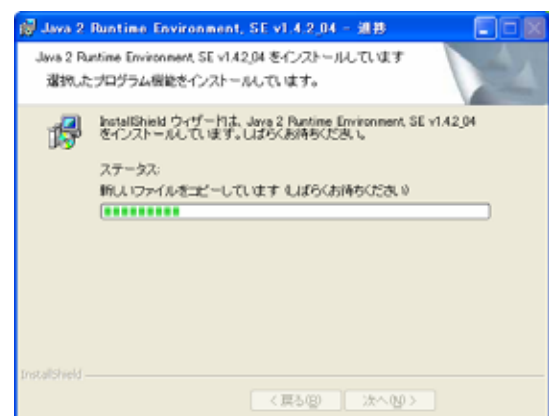 Java 2 Runtime Environment, SE v1.4.2_04 - 進捗
Java 2 Runtime Environment, SE v1.4.2_04 をインストールしています
選択したプログラム機能をインストールしています。
InstallShield ウィザードは、Java 2 Runtime Environment, SE v1.4.2_04
をインストールしています。しばらくお待ちください。
ステータス:
新しいファイルをコピーしています (しばらくお待ちください)
InstallShield
< 戻る(B)
次へ(N) >